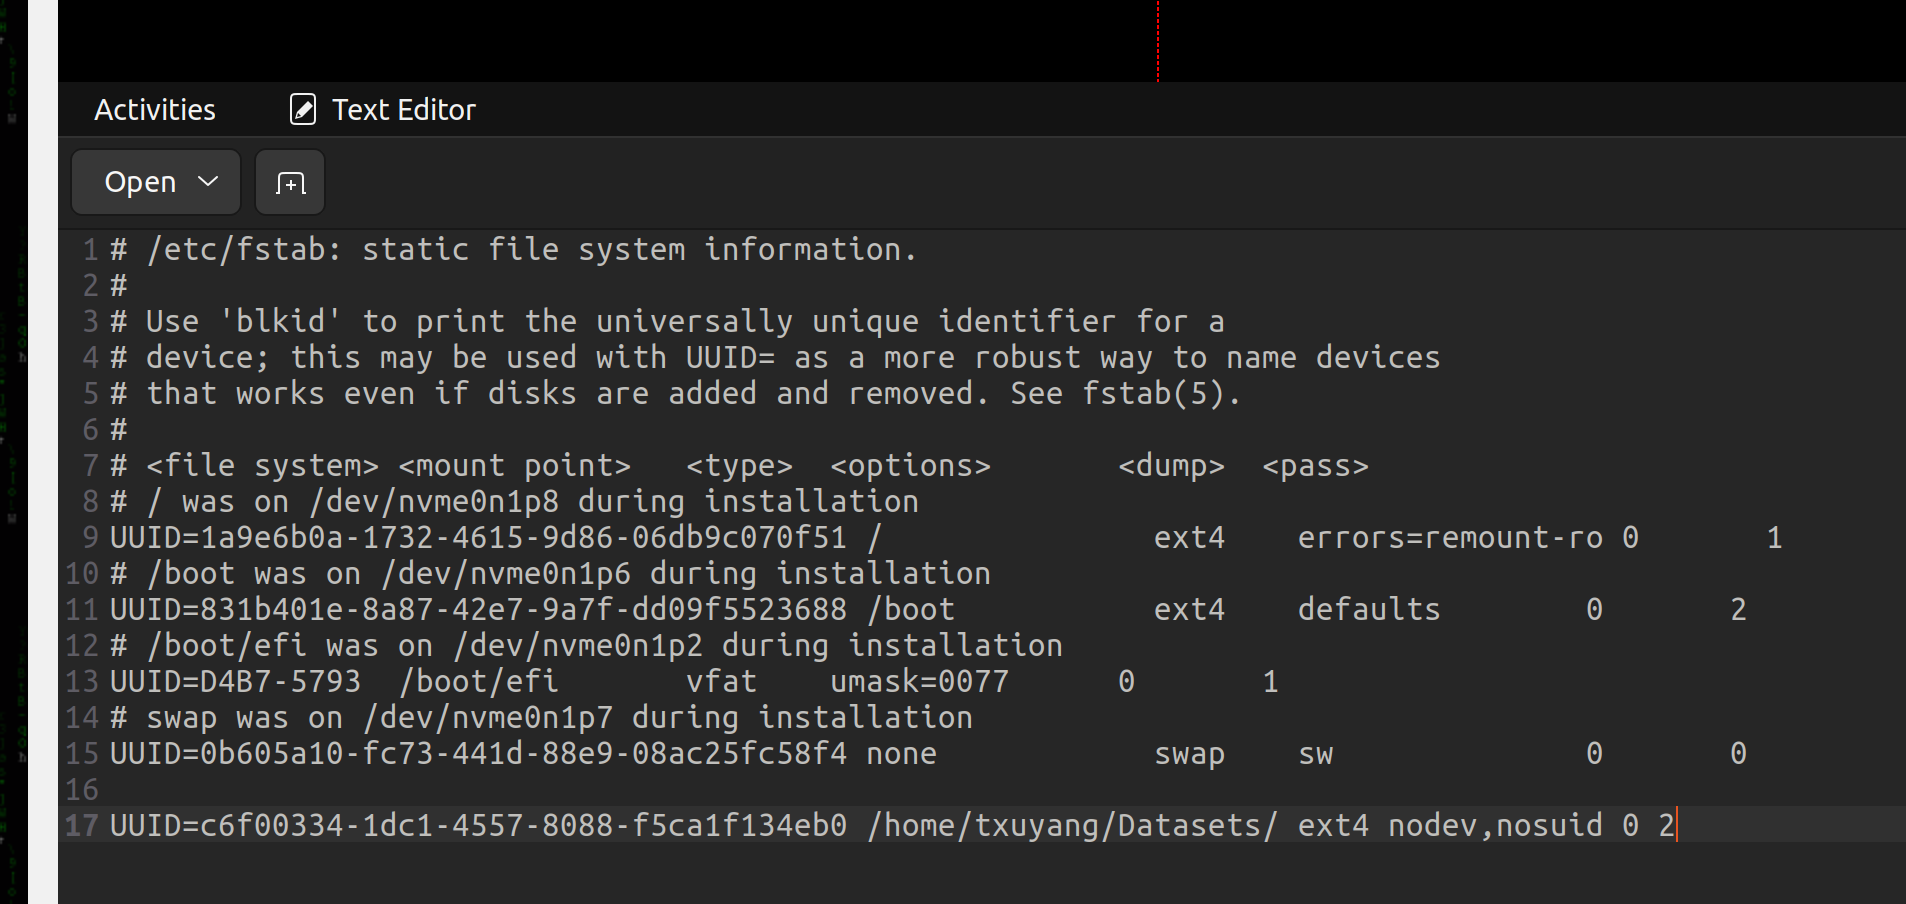 Activities Text Editor
Open
1 # /etc/fstab: static file system information.
2 #
3 # Use 'blkid' to print the universally unique identifier for a
4 # device; this may be used with UUID= as a more robust way to name devices
5 # that works even if disks are added and removed. See fstab(5).
6 #
7 # <file system> <mount point>   <type>  <options>       <dump>  <pass>
8 # / was on /dev/nvme0n1p8 during installation
9 UUID=1a9e6b0a-1732-4615-9d86-06db9c070f51 /               ext4    errors=remount-ro 0       1
10 # /boot was on /dev/nvme0n1p6 during installation
11 UUID=831b401e-8a87-42e7-9a7f-dd09f5523688 /boot           ext4    defaults        0       2
12 # /boot/efi was on /dev/nvme0n1p2 during installation
13 UUID=D4B7-5793  /boot/efi       vfat    umask=0077      0       1
14 # swap was on /dev/nvme0n1p7 during installation
15 UUID=0b605a10-fc73-441d-88e9-08ac25fc58f4 none            swap    sw              0       0
16
17 UUID=c6f00334-1dc1-4557-8088-f5ca1f134eb0 /home/txuyang/Datasets/ ext4 nodev,nosuid 0 2